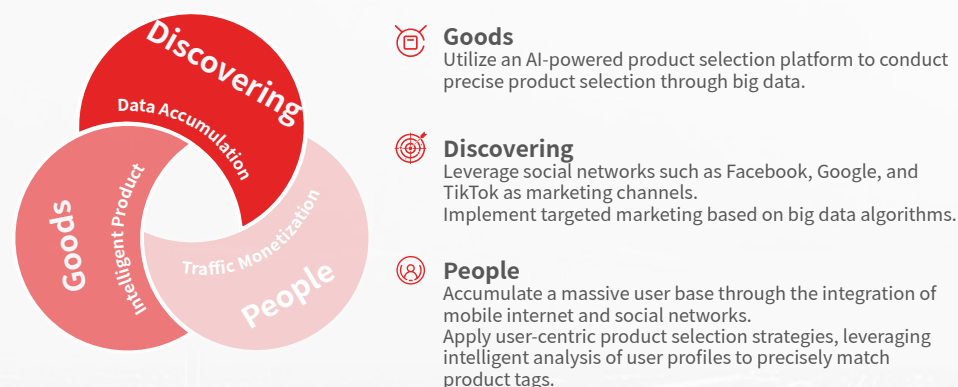 Discovering
Data Accumulation
Goods
Intelligent Product
Traffic Monetization
People
Goods
Utilize an AI-powered product selection platform to conduct
precise product selection through big data.
Discovering
Leverage social networks such as Facebook, Google, and
TikTok as marketing channels.
Implement targeted marketing based on big data algorithms.
People
Accumulate a massive user base through the integration of
mobile internet and social networks.
Apply user-centric product selection strategies, leveraging
intelligent analysis of user profiles to precisely match
product tags.